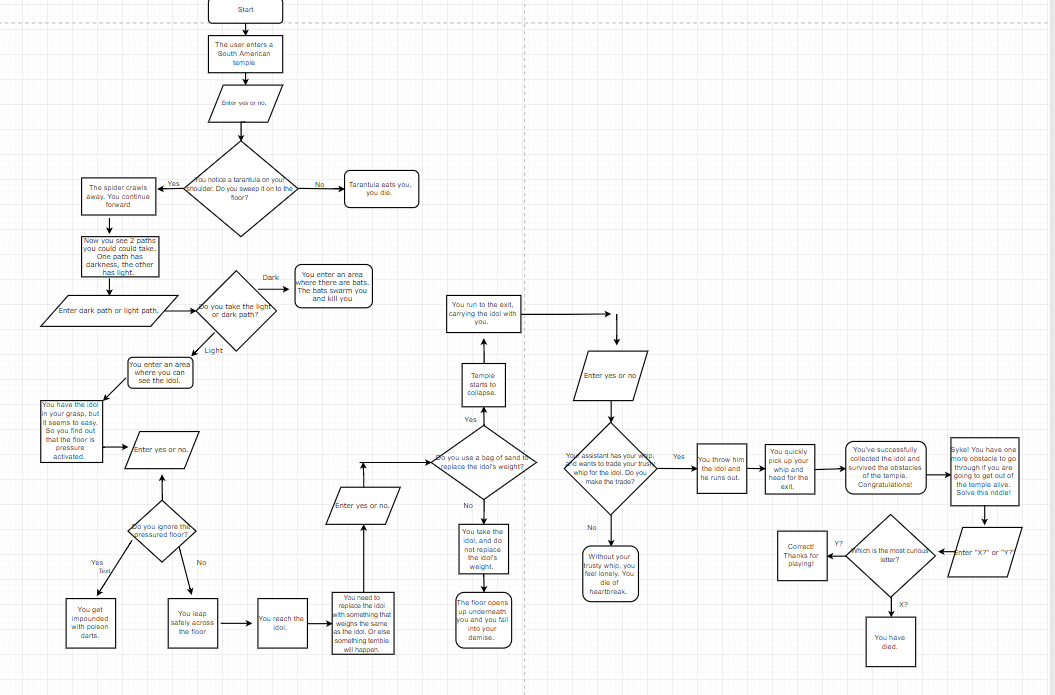 Start
The user enters a
South American
temple
Enter yes or no.
You notice a tarantula on your
shoulder. Do you sweep it on to the
floor?
Yes
No
The spider crawls
away. You continue
forward
Tarantula eats you,
you die.
Now you see 2 paths
you could could take.
One path has
darkness, the other
has light.
Enter dark path or light path.
Do you take the light
or dark path?
Dark
You enter an area
where there are bats.
The bats swarm you
and kill you
Light
You enter an area
where you can
see the idol.
You have the idol
in your grasp, but
it seems to easy.
So you find out
that the floor is
pressure
activated.
Enter yes or no.
Do you ignore the
pressured floor?
Yes
Text
No
You get
impounded
with poison
darts.
You leap
safely across
the floor
You reach the
idol.
You need to
replace the idol
with something that
weighs the same
as the idol. Or else
something terrible
will happen.
Enter yes or no.
Do you use a bag of sand to
replace the idol's weight?
Yes
No
Temple
starts to
collapse.
You run to the exit,
carrying the idol with
you.
You take the
idol, and do
not replace
the idol's
weight.
The floor opens
up underneath
you and you fall
into your
demise.
Enter yes or no
Your assistant has your whip,
and wants to trade your trusty
whip for the idol. Do you
make the trade?
Yes
No
Without your
trusty whip, you
feel lonely. You
die of
heartbreak.
You throw him
the idol and
he runs out.
You quickly
pick up your
whip and
head for the
exit.
You've successfully
collected the idol and
survived the obstacles
of the temple.
Congratulations!
Syke! You have one
more obstacle to go
through if you are
going to get out of
the temple alive.
Solve this riddle!
Enter "X?" or "Y?"
Which is the most curious
letter?
Y?
Correct!
Thanks for
playing!
X?
You have
died.